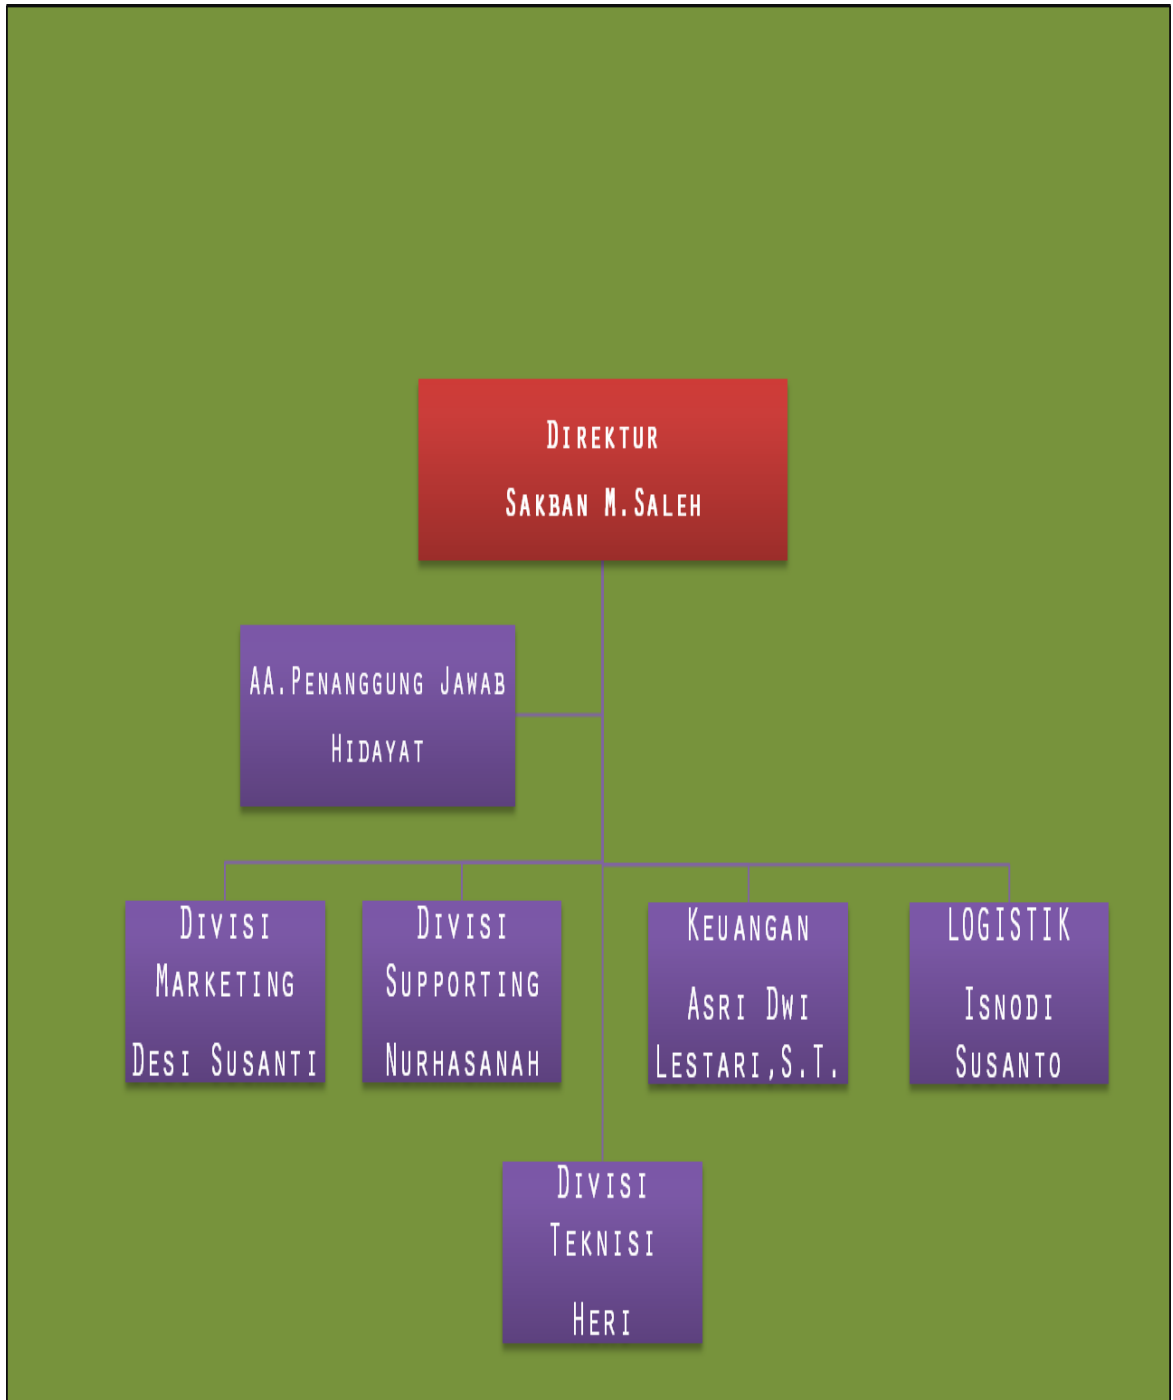 Direktur
Sakban M.Saleh
AA.Penanggung Jawab
Hidayat
Divisi
Marketing
Desi Susanti
Divisi
Supporting
Nurhasanah
Keuangan
Asri Dwi
Lestari,S.T.
LOGISTIK
Isnodi
Susanto
Divisi
Teknisi
Heri